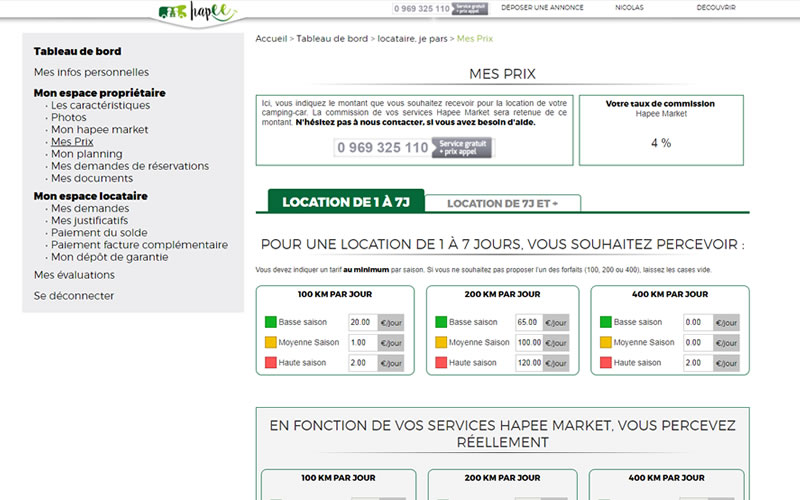 hapee
0 969 325 110 Service gratuit + prix appel
DÉPOSER UNE ANNONCE
NICOLAS
DÉCOUVRIR
Tableau de bord
Mes infos personnelles
Mon espace propriétaire
· Les caractéristiques
· Photos
· Mon hapee market
· Mes Prix
· Mon planning
· Mes demandes de réservations
· Mes documents
Mon espace locataire
· Mes demandes
· Mes justificatifs
· Paiement du solde
· Paiement facture complémentaire
· Mon dépôt de garantie
Mes évaluations
Se déconnecter
Accueil > Tableau de bord > locataire, je pars > Mes Prix
MES PRIX
Ici, vous indiquez le montant que vous souhaitez recevoir pour la location de votre
camping-car. La commission de vos services Hapee Market sera retenue de ce
montant. N'hésitez pas à nous contacter, si vous avez besoin d'aide.
0 969 325 110 Service gratuit + prix appel
Votre taux de commission
Hapee Market
4 %
LOCATION DE 1 À 7J
LOCATION DE 7J ET +
POUR UNE LOCATION DE 1 À 7 JOURS, VOUS SOUHAITEZ PERCEVOIR :
Vous devez indiquer un tarif au minimum par saison. Si vous ne souhaitez pas proposer l'un des forfaits (100, 200 ou 400), laissez les cases vide.
100 KM PAR JOUR
Basse saison 20.00 €/jour
Moyenne Saison 1.00 €/jour
Haute saison 2.00 €/jour
200 KM PAR JOUR
Basse saison 65.00 €/jour
Moyenne Saison 100.00 €/jour
Haute saison 120.00 €/jour
400 KM PAR JOUR
Basse saison 0.00 €/jour
Moyenne Saison 0.00 €/jour
Haute saison 2.00 €/jour
EN FONCTION DE VOS SERVICES HAPEE MARKET, VOUS PERCEVEZ
RÉELLEMENT
100 KM PAR JOUR
200 KM PAR JOUR
400 KM PAR JOUR